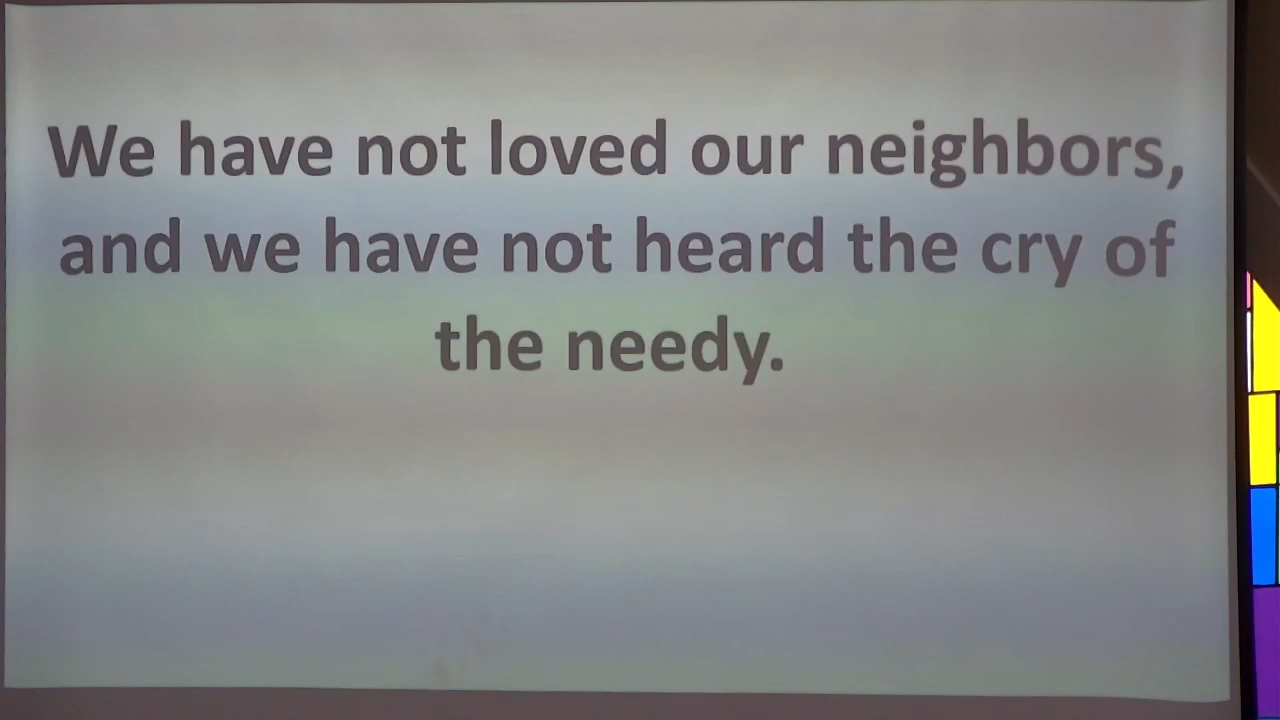 We have not loved our neighbors,
and we have not heard the cry of
the needy.